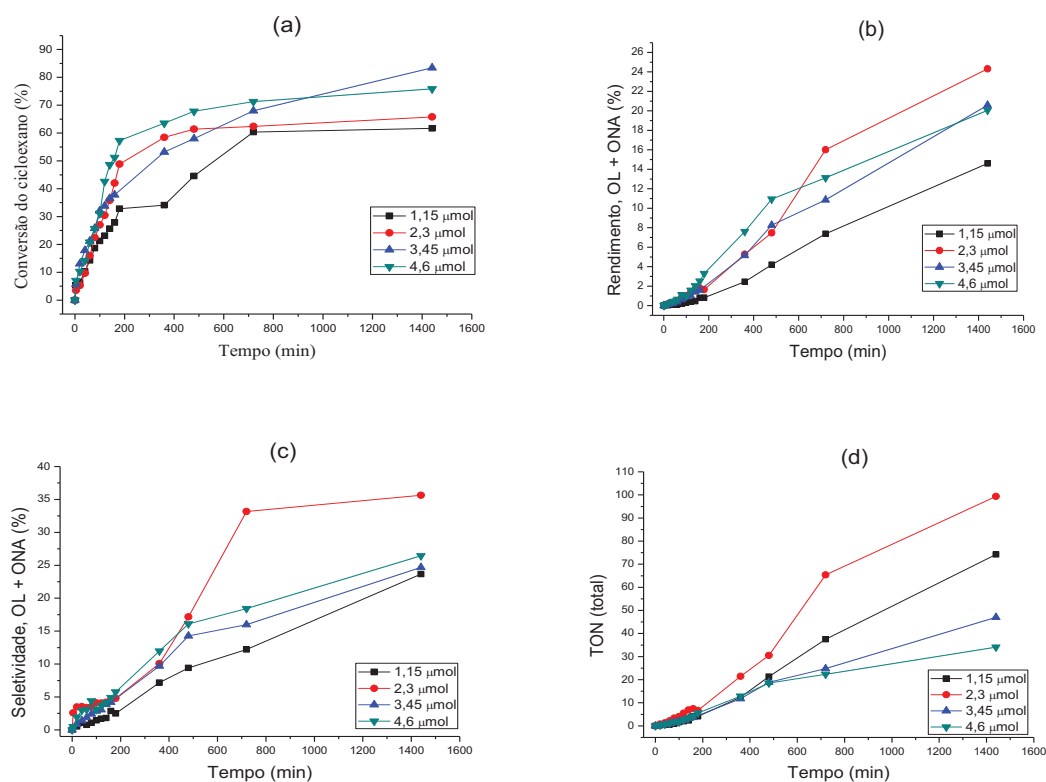 (a)
Conversão do cicloexano (%)
90
80
70
60
50
40
30
20
10
0
1,15 μmol
2,3 μmol
3,45 μmol
4,6 μmol
0 200 400 600 800 1000 1200 1400 1600
Tempo (min)
(b)
Rendimento, OL + ONA (%)
26
24
22
20
18
16
14
12
10
8
6
4
2
0
1,15 μmol
2,3 μmol
3,45 μmol
4,6 μmol
0 200 400 600 800 1000 1200 1400 1600
Tempo (min)
(c)
Seletividade, OL + ONA (%)
40
35
30
25
20
15
10
5
0
1,15 μmol
2,3 μmol
3,45 μmol
4,6 μmol
0 200 400 600 800 1000 1200 1400 1600
Tempo (min)
(d)
TON (total)
110
100
90
80
70
60
50
40
30
20
10
0
1,15 μmol
2,3 μmol
3,45 μmol
4,6 μmol
0 200 400 600 800 1000 1200 1400 1600
Tempo (min)